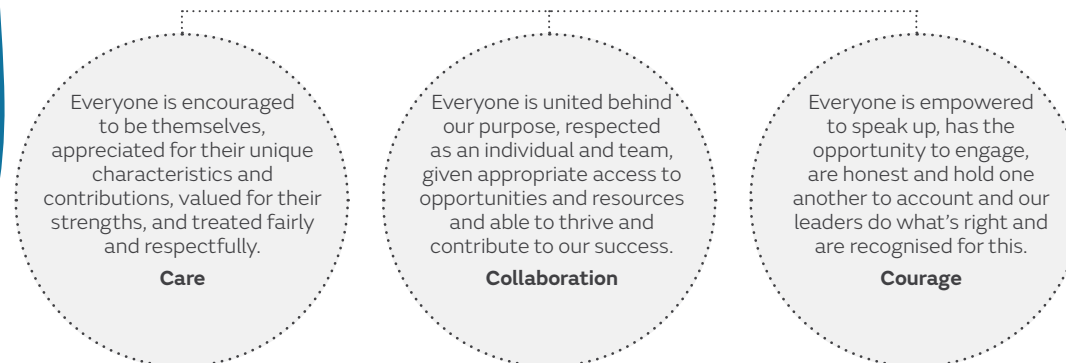 Everyone is encouraged
to be themselves,
appreciated for their unique
characteristics and
contributions, valued for their
strengths, and treated fairly
and respectfully.
Care
Everyone is united behind
our purpose, respected
as an individual and team,
given appropriate access to
opportunities and resources
and able to thrive and
contribute to our success.
Collaboration
Everyone is empowered
to speak up, has the
opportunity to engage,
are honest and hold one
another to account and our
leaders do what’s right and
are recognised for this.
Courage